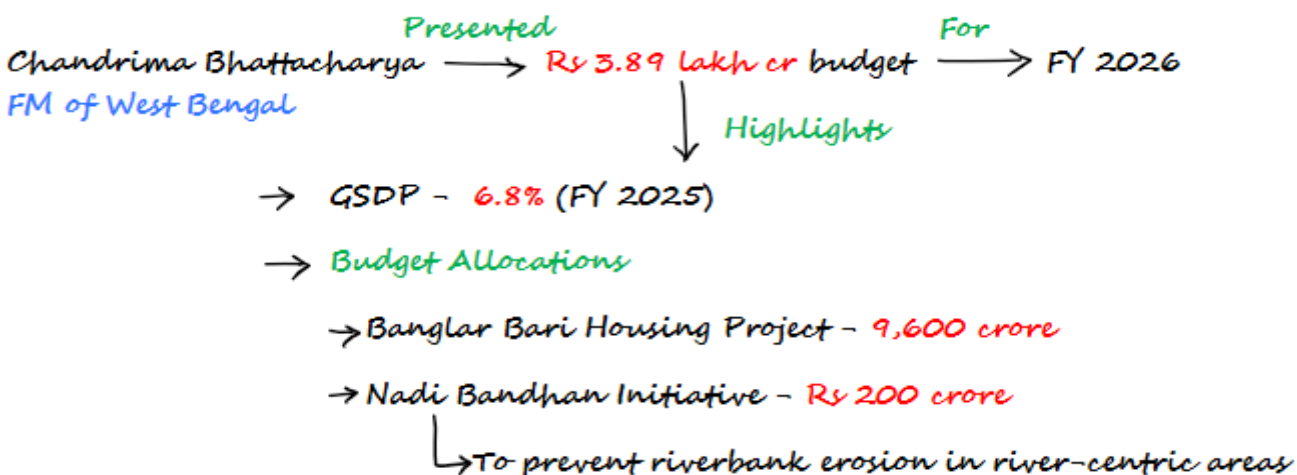 Presented For
Chandrima Bhattacharya → Rs 3.89 lakh cr budget → FY 2026
FM of West Bengal
Highlights
→ GSDP - 6.8% (FY 2025)
→ Budget Allocations
→ Banglar Bari Housing Project - 9,600 crore
→ Nadi Bandhan Initiative - Rs 200 crore
→ To prevent riverbank erosion in river-centric areas